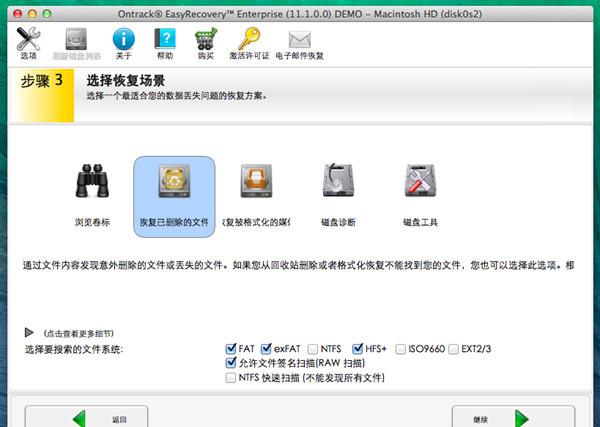 Ontrack® EasyRecovery™ Enterprise (11.1.0.0) DEMO – Macintosh HD (disk0s2)
选项 刷新磁盘列表 关于 帮助 购买 激活许可证 电子邮件恢复
步骤 3 选择恢复场景
选择一个最适合您的数据丢失问题的恢复方案。
浏览卷标 恢复已删除的文件 复被格式化的媒体 磁盘诊断 磁盘工具
通过文件内容发现意外删除的文件或丢失的文件。如果您从回收站删除或者格式化恢复不能找到您的文件，您也可以选择此选项。根
(点击查看更多细节)
选择要搜索的文件系统: FAT exFAT NTFS HFS+ ISO9660 EXT2/3
允许文件签名扫描(RAW 扫描)
NTFS 快速扫描 (不能发现所有文件)
返回 继续